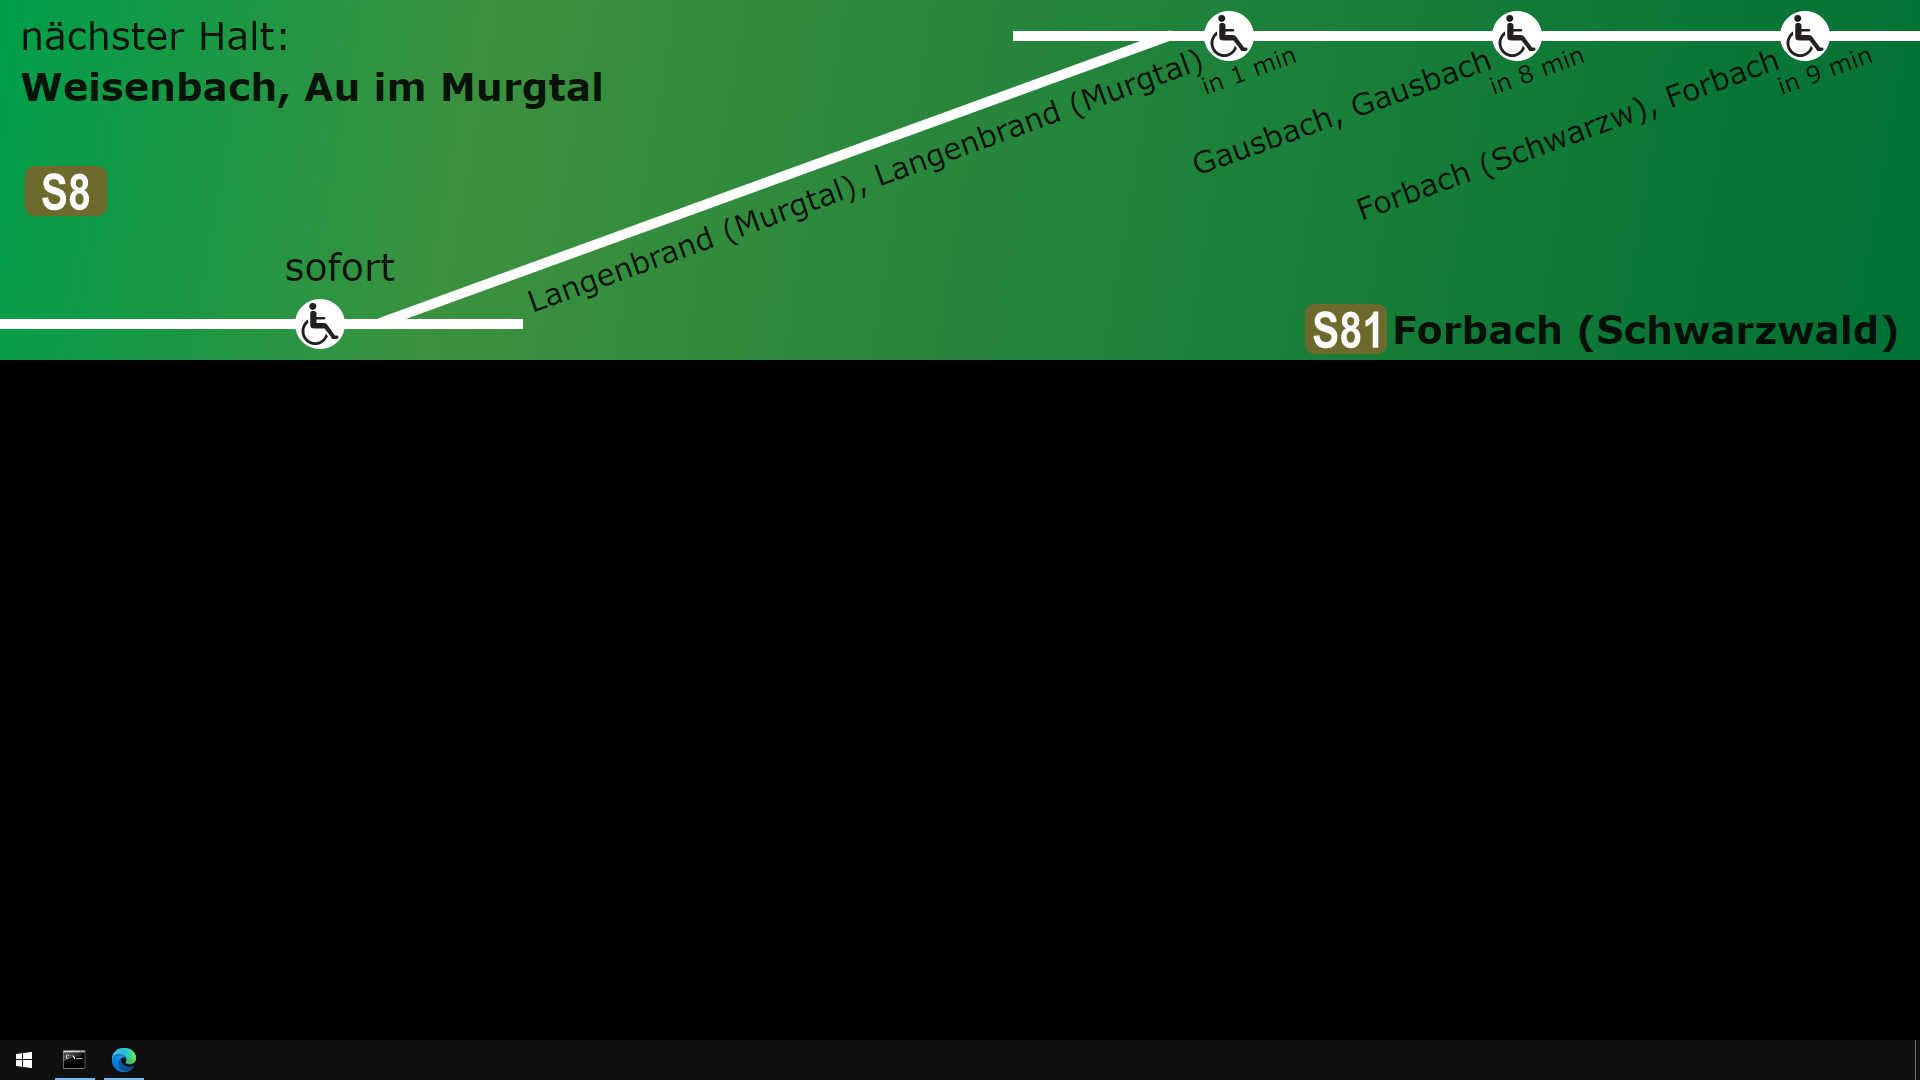 nächster Halt:
Weisenbach, Au im Murgtal
S8
sofort
Langenbrand (Murgtal), Langenbrand (Murgtal)
in 1 min
Gausbach, Gausbach
in 8 min
Forbach (Schwarzw), Forbach
in 9 min
S81 Forbach (Schwarzwald)